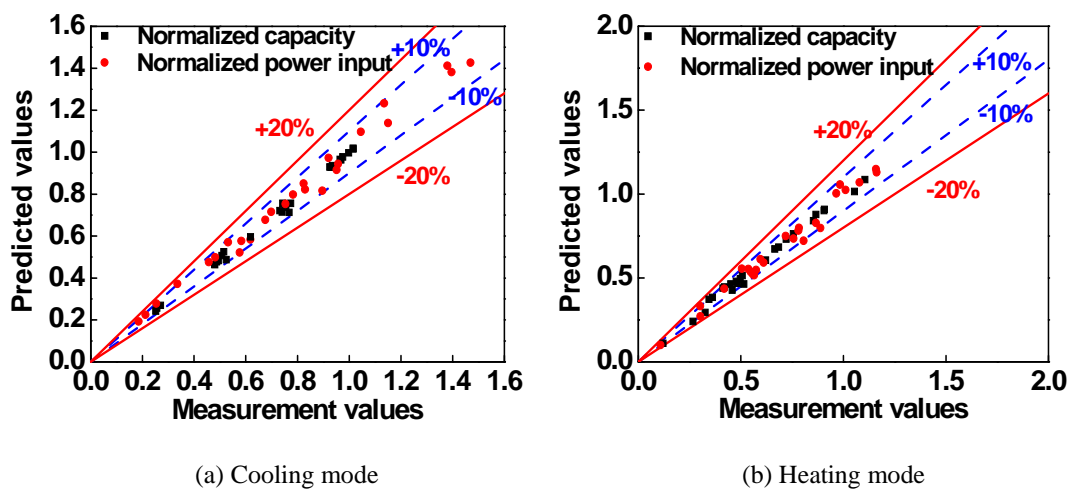 Normalized capacity
Normalized power input
+10%
-10%
+20%
-20%
Predicted values
1.6
1.4
1.2
1.0
0.8
0.6
0.4
0.2
0.0
0.0 0.2 0.4 0.6 0.8 1.0 1.2 1.4 1.6
Measurement values
(a) Cooling mode
Normalized capacity
Normalized power input
+10%
-10%
+20%
-20%
Predicted values
2.0
1.5
1.0
0.5
0.0
0.0 0.5 1.0 1.5 2.0
Measurement values
(b) Heating mode